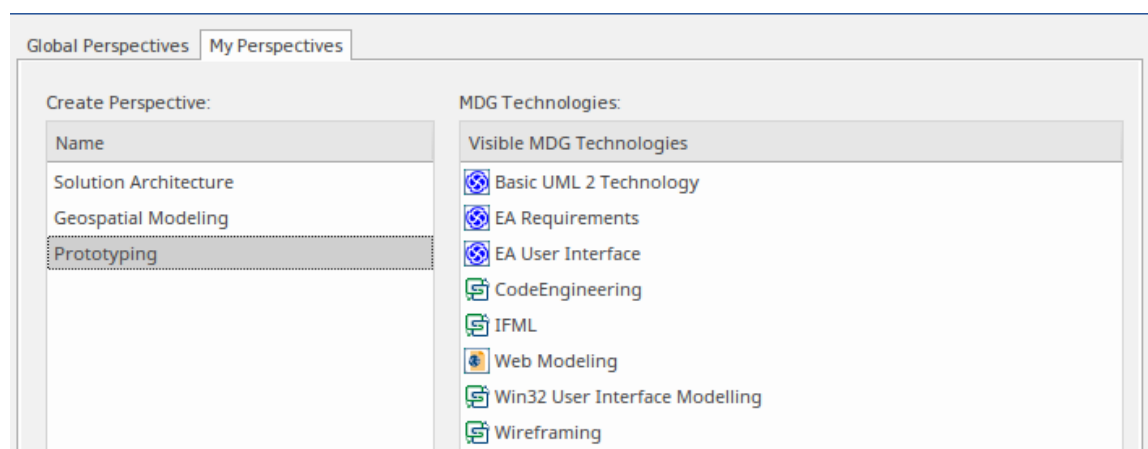 Global Perspectives
My Perspectives
Create Perspective:
Name
Solution Architecture
Geospatial Modeling
Prototyping
MDG Technologies:
Visible MDG Technologies
Basic UML 2 Technology
EA Requirements
EA User Interface
CodeEngineering
IFML
Web Modeling
Win32 User Interface Modelling
Wireframing